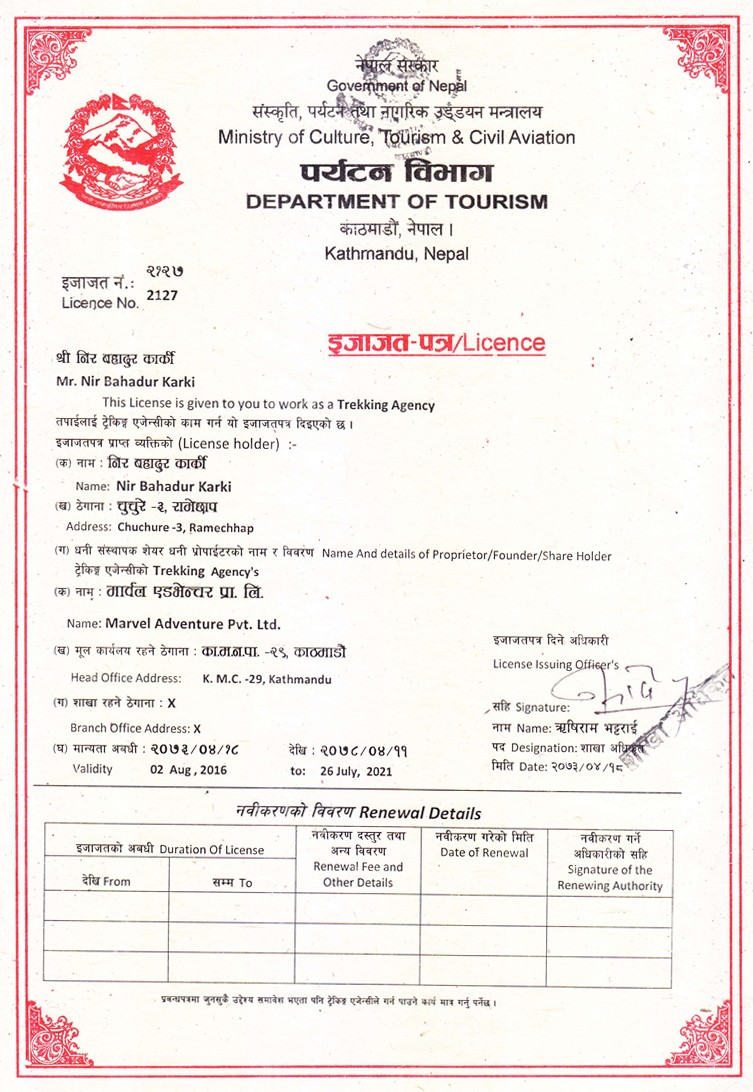 नेपाल सरकार
Government of Nepal
संस्कृति, पर्यटन तथा नागरिक उड्डयन मन्त्रालय
Ministry of Culture, Tourism & Civil Aviation
पर्यटन विभाग
DEPARTMENT OF TOURISM
काठमाडौं, नेपाल ।
Kathmandu, Nepal
इजाजत नं.: २१२७
Licence No. 2127
इजाजत-पत्र/Licence
श्री निर बहादुर कार्की
Mr. Nir Bahadur Karki
This License is given to you to work as a Trekking Agency
तपाईलाई ट्रेकिङ्ग एजेन्सीको काम गर्न यो इजाजतपत्र दिइएको छ ।
इजाजतपत्र प्राप्त व्यक्तिको (License holder) :-
(क) नाम : निर बहादुर कार्की
Name: Nir Bahadur Karki
(ख) ठेगाना : चुचुरे -३, रामेछाप
Address: Chuchure -3, Ramechhap
(ग) धनी संस्थापक शेयर धनी प्रोपाईटरको नाम र विवरण Name And details of Proprietor/Founder/Share Holder
ट्रेकिङ्ग एजेन्सीको Trekking Agency's
(क) नाम : मार्वल एडभेन्चर प्रा. लि.
Name: Marvel Adventure Pvt. Ltd.
(ख) मूल कार्यलय रहने ठेगाना : का.म.न.पा. -२९, काठमाडौ
Head Office Address: K. M.C. -29, Kathmandu
(ग) शाखा रहने ठेगाना : X
Branch Office Address: X
(घ) मान्यता अबधी : २०७३/०४/१८ देखि : २०७८/०४/११
Validity 02 Aug , 2016 to: 26 July, 2021
इजाजतपत्र दिने अधिकारी
License Issuing Officer's
सहि Signature:
नाम Name: ऋषिराम भट्टराई
पद Designation: शाखा अधिकृत
मिति Date: २०७३/०४/१८
शाखा अधिकृत
नवीकरणको विवरण Renewal Details
इजाजतको अबधी Duration Of License
देखि From
सम्म To
नवीकरण दस्तुर तथा
अन्य विवरण
Renewal Fee and
Other Details
नवीकरण गरेको मिति
Date of Renewal
नवीकरण गर्ने
अधिकारीको सहि
Signature of the
Renewing Authority
प्रबन्धपत्रमा जुनसुकै उद्देश्य समावेश भएता पनि ट्रेकिङ्ग एजेन्सीले गर्न पाउने कार्य मात्र गर्नु पर्नेछ ।